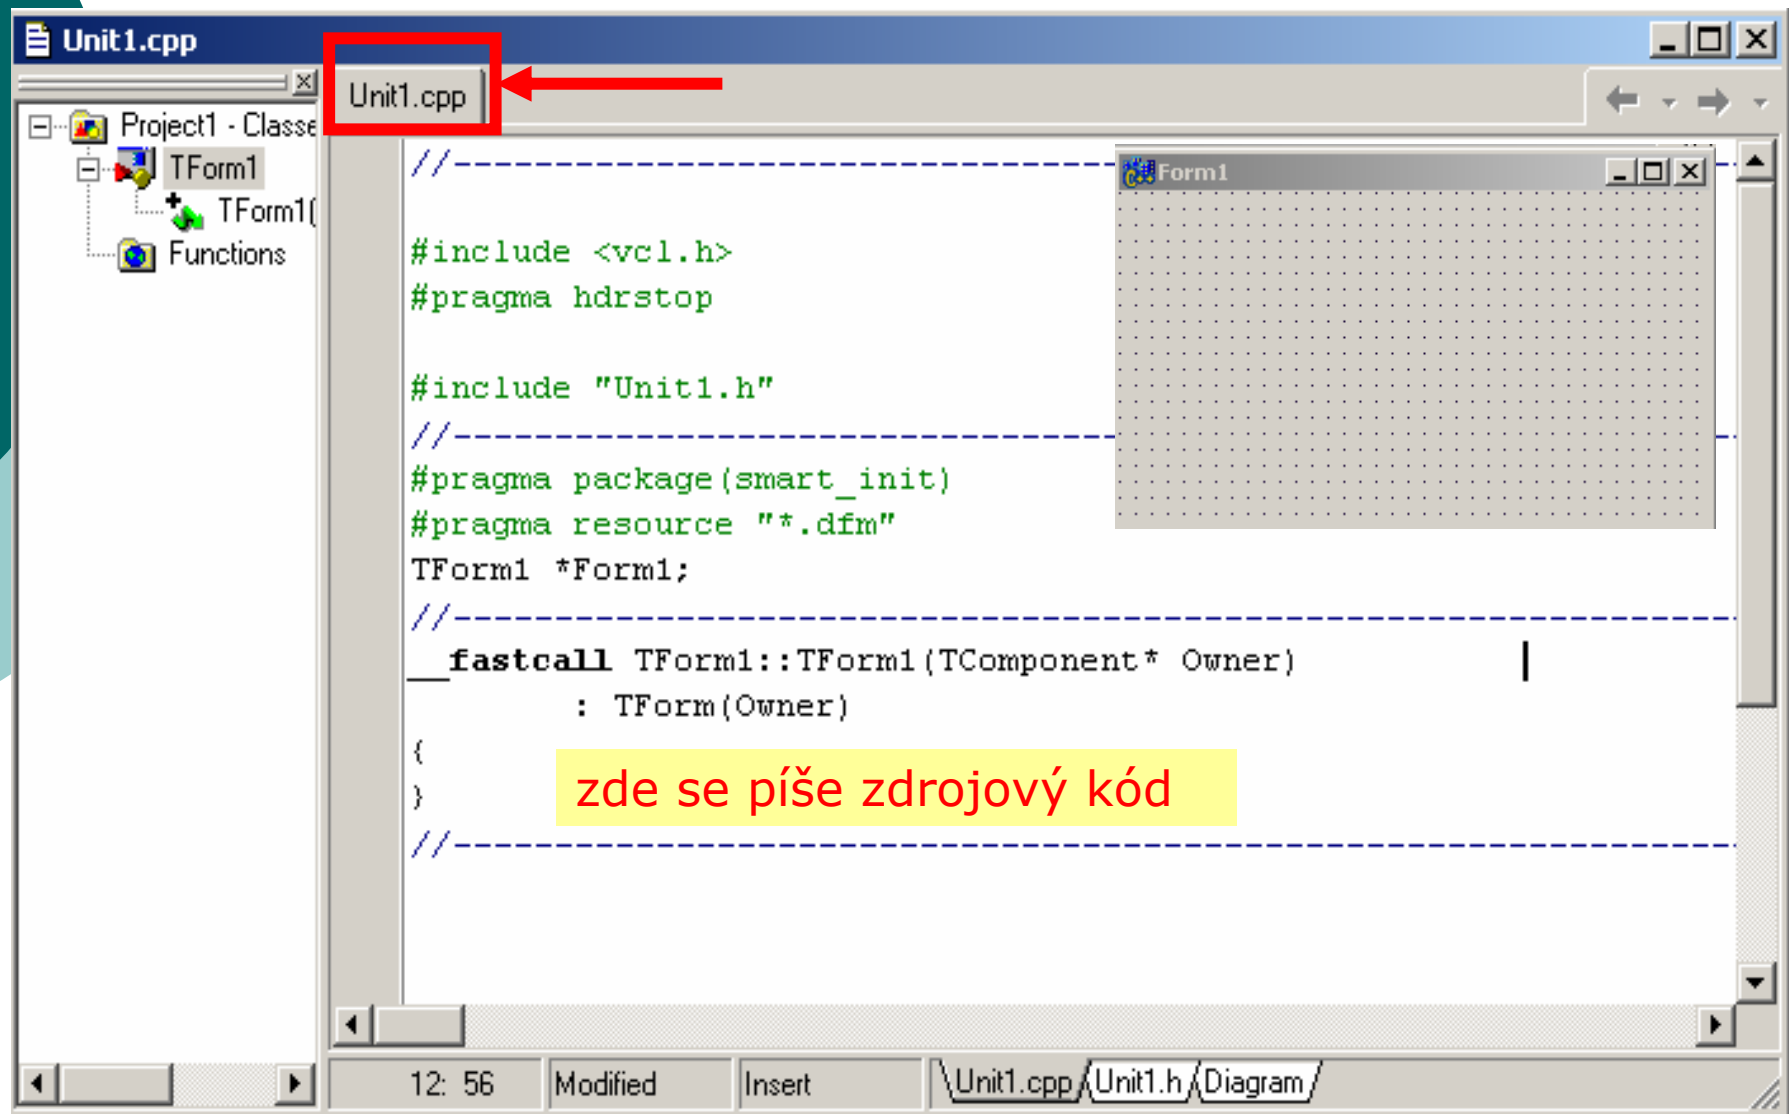 Unit1.cpp
Unit1.cpp
Project1 - Classe
TForm1
TForm1(
Functions
//------------------------------------------------
Form1
#include <vcl.h>
#pragma hdrstop
#include "Unit1.h"
//------------------------------------------------
#pragma package(smart_init)
#pragma resource "*.dfm"
TForm1 *Form1;
//------------------------------------------------
__fastcall TForm1::TForm1(TComponent* Owner)
: TForm(Owner)
{
}
zde se píše zdrojový kód
//------------------------------------------------
12: 56 Modified Insert \Unit1.cpp/Unit1.h/Diagram/